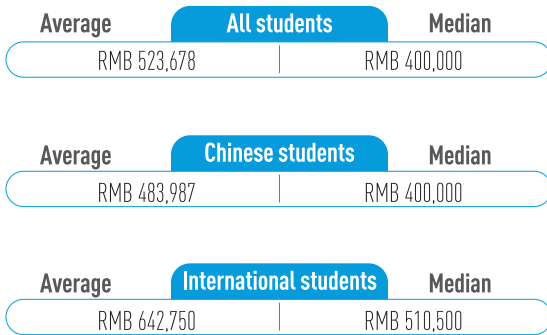 Average All students Median
RMB 523,678 RMB 400,000
Average Chinese students Median
RMB 483,987 RMB 400,000
Average International students Median
RMB 642,750 RMB 510,500